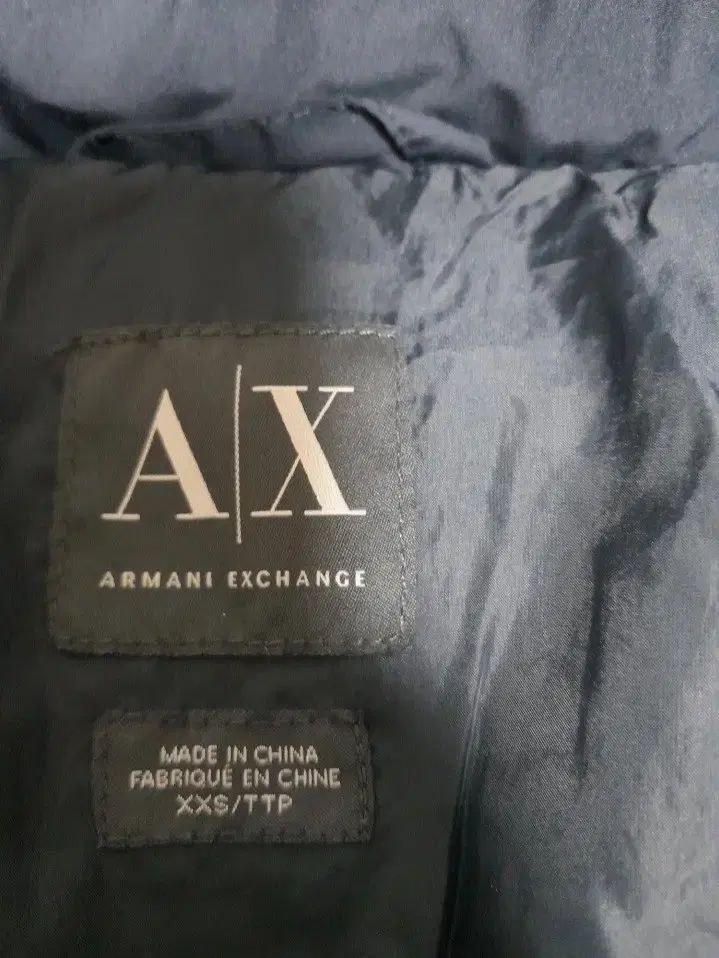 A|X
ARMANI EXCHANGE
MADE IN CHINA
FABRIQUÉ EN CHINE
XXS/TTP